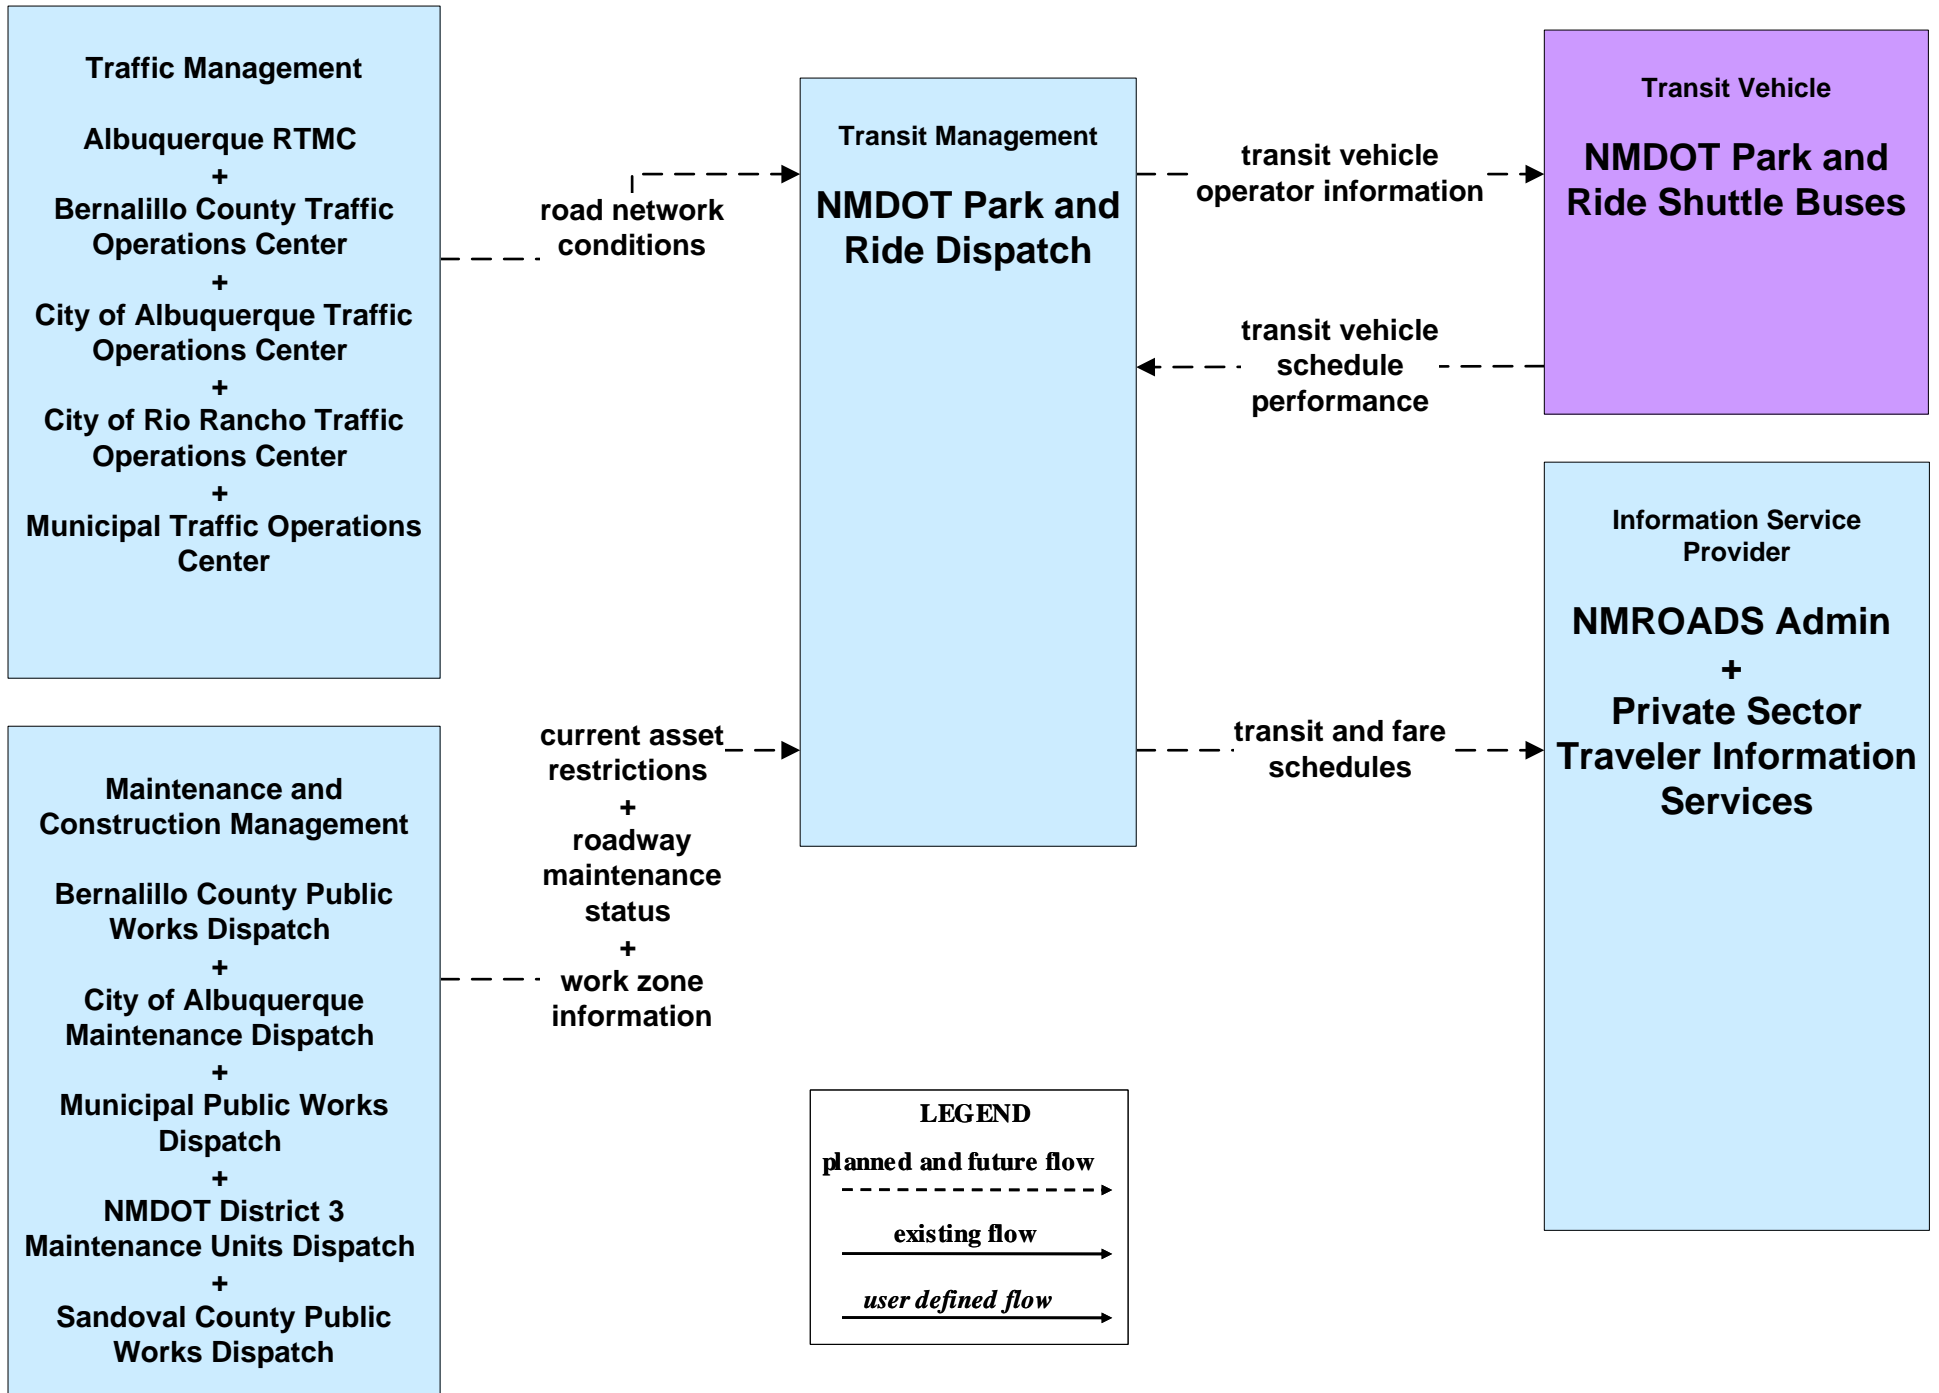 Traffic Management
Albuquerque RTMC
+
Bernalillo County Traffic
Operations Center
+
City of Albuquerque Traffic
Operations Center
+
City of Rio Rancho Traffic
Operations Center
+
Municipal Traffic Operations
Center
Maintenance and
Construction Management
Bernalillo County Public
Works Dispatch
+
City of Albuquerque
Maintenance Dispatch
+
Municipal Public Works
Dispatch
+
NMDOT District 3
Maintenance Units Dispatch
+
Sandoval County Public
Works Dispatch
road network
conditions
current asset
restrictions
+
roadway
maintenance
status
+
work zone
information
Transit Management
NMDOT Park and
Ride Dispatch
transit vehicle
operator information
transit vehicle
schedule
performance
transit and fare
schedules
Transit Vehicle
NMDOT Park and
Ride Shuttle Buses
Information Service
Provider
NMROADS Admin
+
Private Sector
Traveler Information
Services
LEGEND
planned and future flow
existing flow
user defined flow